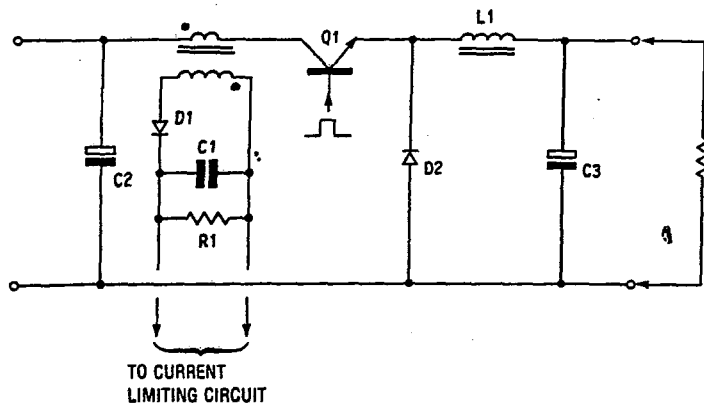 Q1
L1
D1
C1
C2
D2
C3
R1
TO CURRENT
LIMITING CIRCUIT